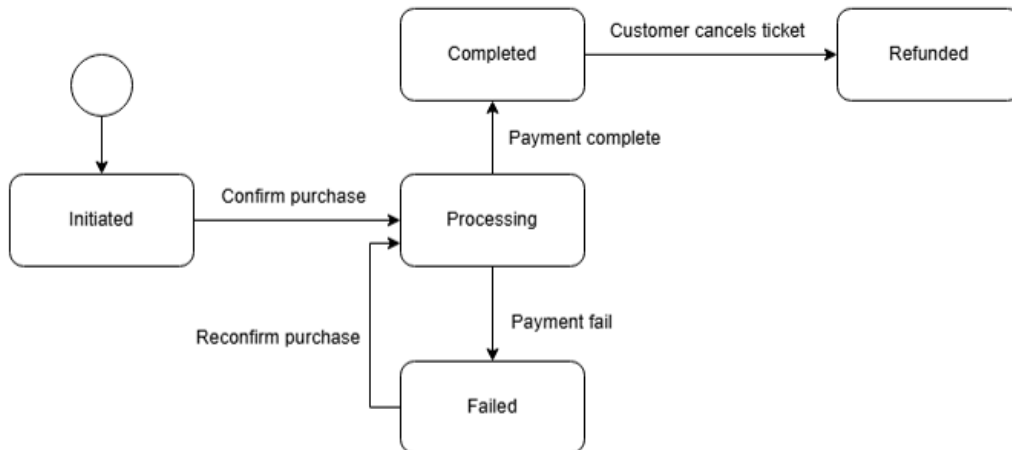 Completed
Customer cancels ticket
Refunded
Payment complete
Initiated
Confirm purchase
Processing
Reconfirm purchase
Payment fail
Failed